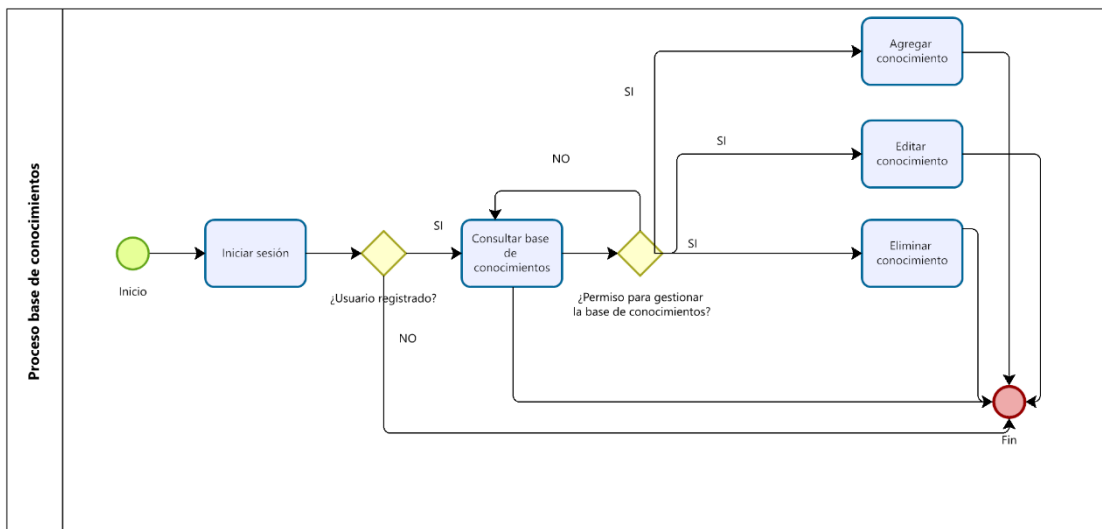 Proceso base de conocimientos
Inicio
Iniciar sesión
¿Usuario registrado?
SI
NO
Consultar base
de
conocimientos
NO
¿Permiso para gestionar
la base de conocimientos?
SI
Agregar
conocimiento
SI
Editar
conocimiento
SI
Eliminar
conocimiento
Fin